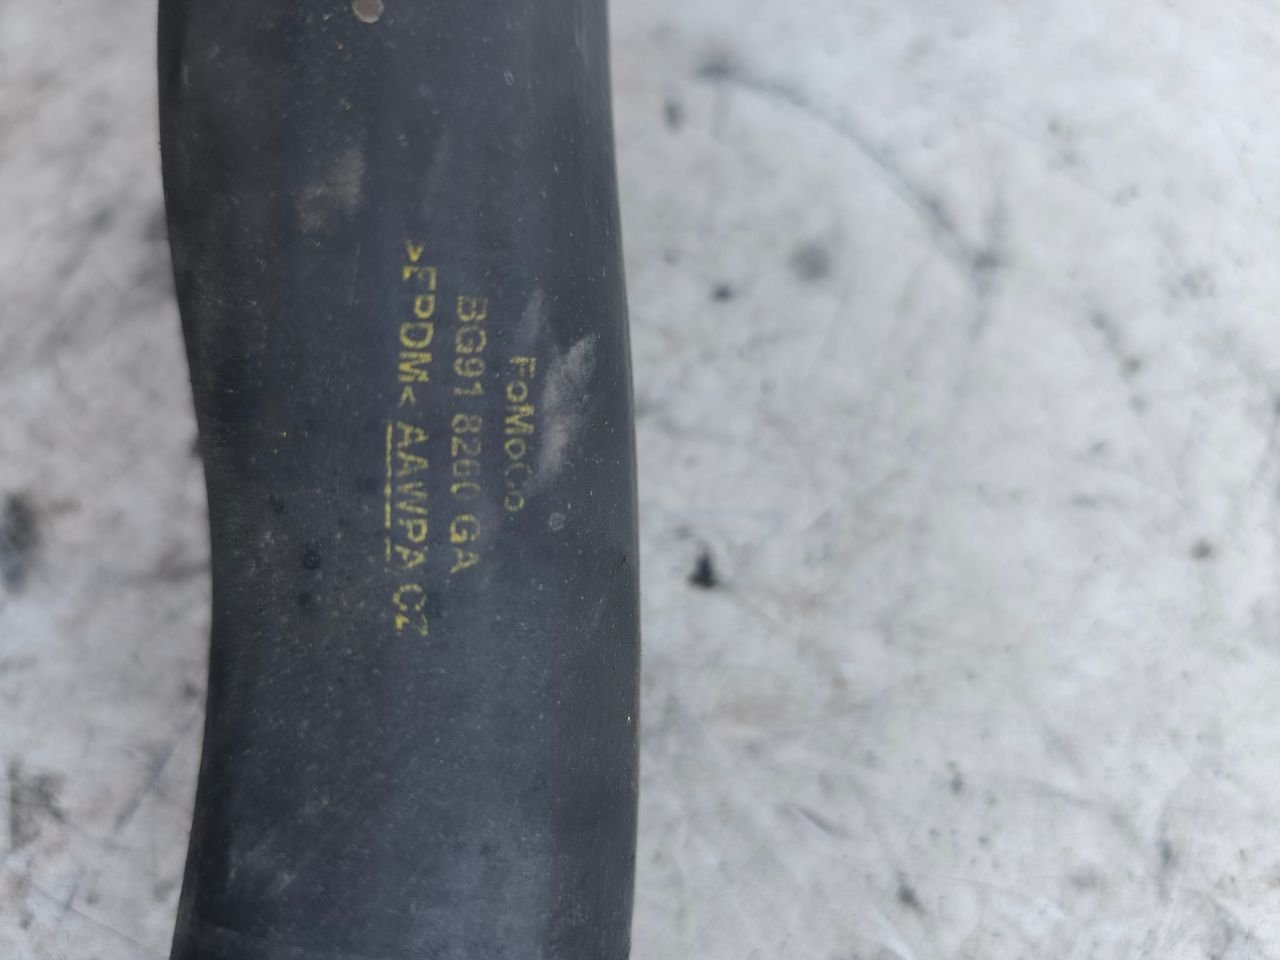 FoMoCo
BG91 8260 GA
>EPDM< AAWPA CZ